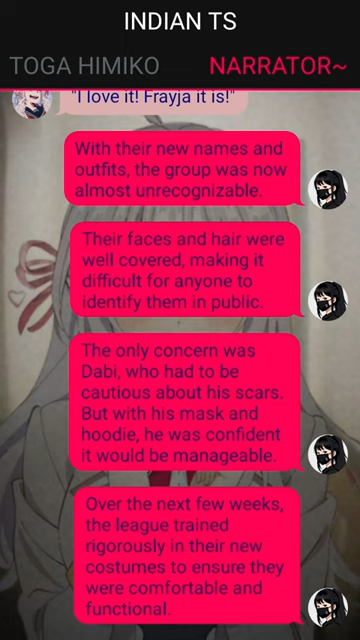 INDIAN TS
TOGA HIMIKO NARRATOR~
"I love it! Frayja it is!"
With their new names and
outfits, the group was now
almost unrecognizable.
Their faces and hair were
well covered, making it
difficult for anyone to
identify them in public.
The only concern was
Dabi, who had to be
cautious about his scars.
But with his mask and
hoodie, he was confident
it would be manageable.
Over the next few weeks,
the league trained
rigorously in their new
costumes to ensure they
were comfortable and
functional.